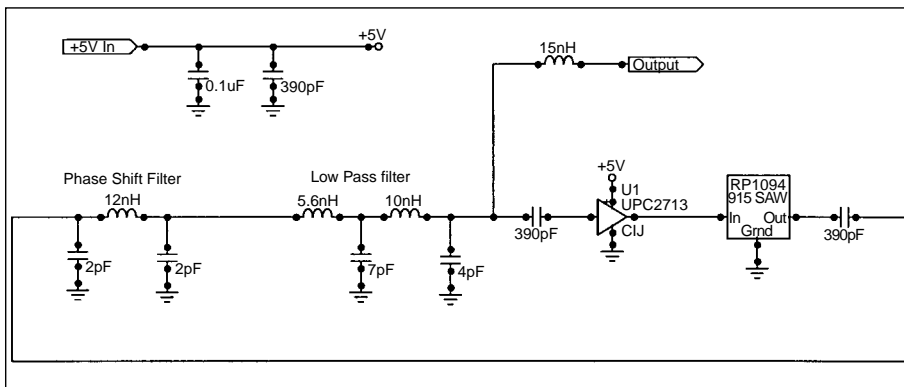 +5V In
+5V
0.1uF
390pF
15nH
Output
Phase Shift Filter
12nH
2pF
2pF
Low Pass filter
5.6nH
10nH
7pF
4pF
390pF
+5V
U1
UPC2713
CIJ
RP1094
915 SAW
In Out
Grnd
390pF